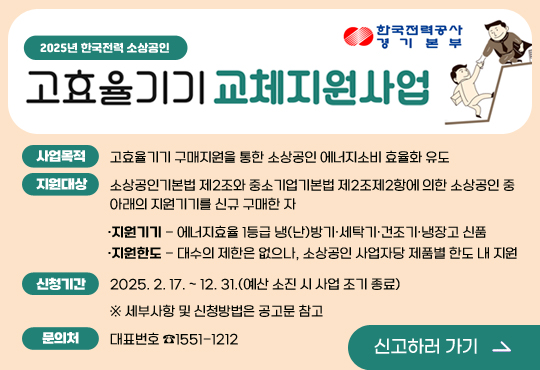 한국전력공사
경기본부
2025년 한국전력 소상공인
고효율기기 교체지원사업
사업목적 고효율기기 구매지원을 통한 소상공인 에너지소비 효율화 유도
지원대상 소상공인기본법 제2조와 중소기업기본법 제2조제2항에 의한 소상공인 중
아래의 지원기기를 신규 구매한 자
·지원기기 - 에너지효율 1등급 냉(난)방기·세탁기·건조기·냉장고 신품
·지원한도 - 대수의 제한은 없으나, 소상공인 사업자당 제품별 한도 내 지원
신청기간 2025. 2. 17. ~ 12. 31.(예산 소진 시 사업 조기 종료)
※ 세부사항 및 신청방법은 공고문 참고
문의처 대표번호 ☎1551-1212
신고하러 가기 →